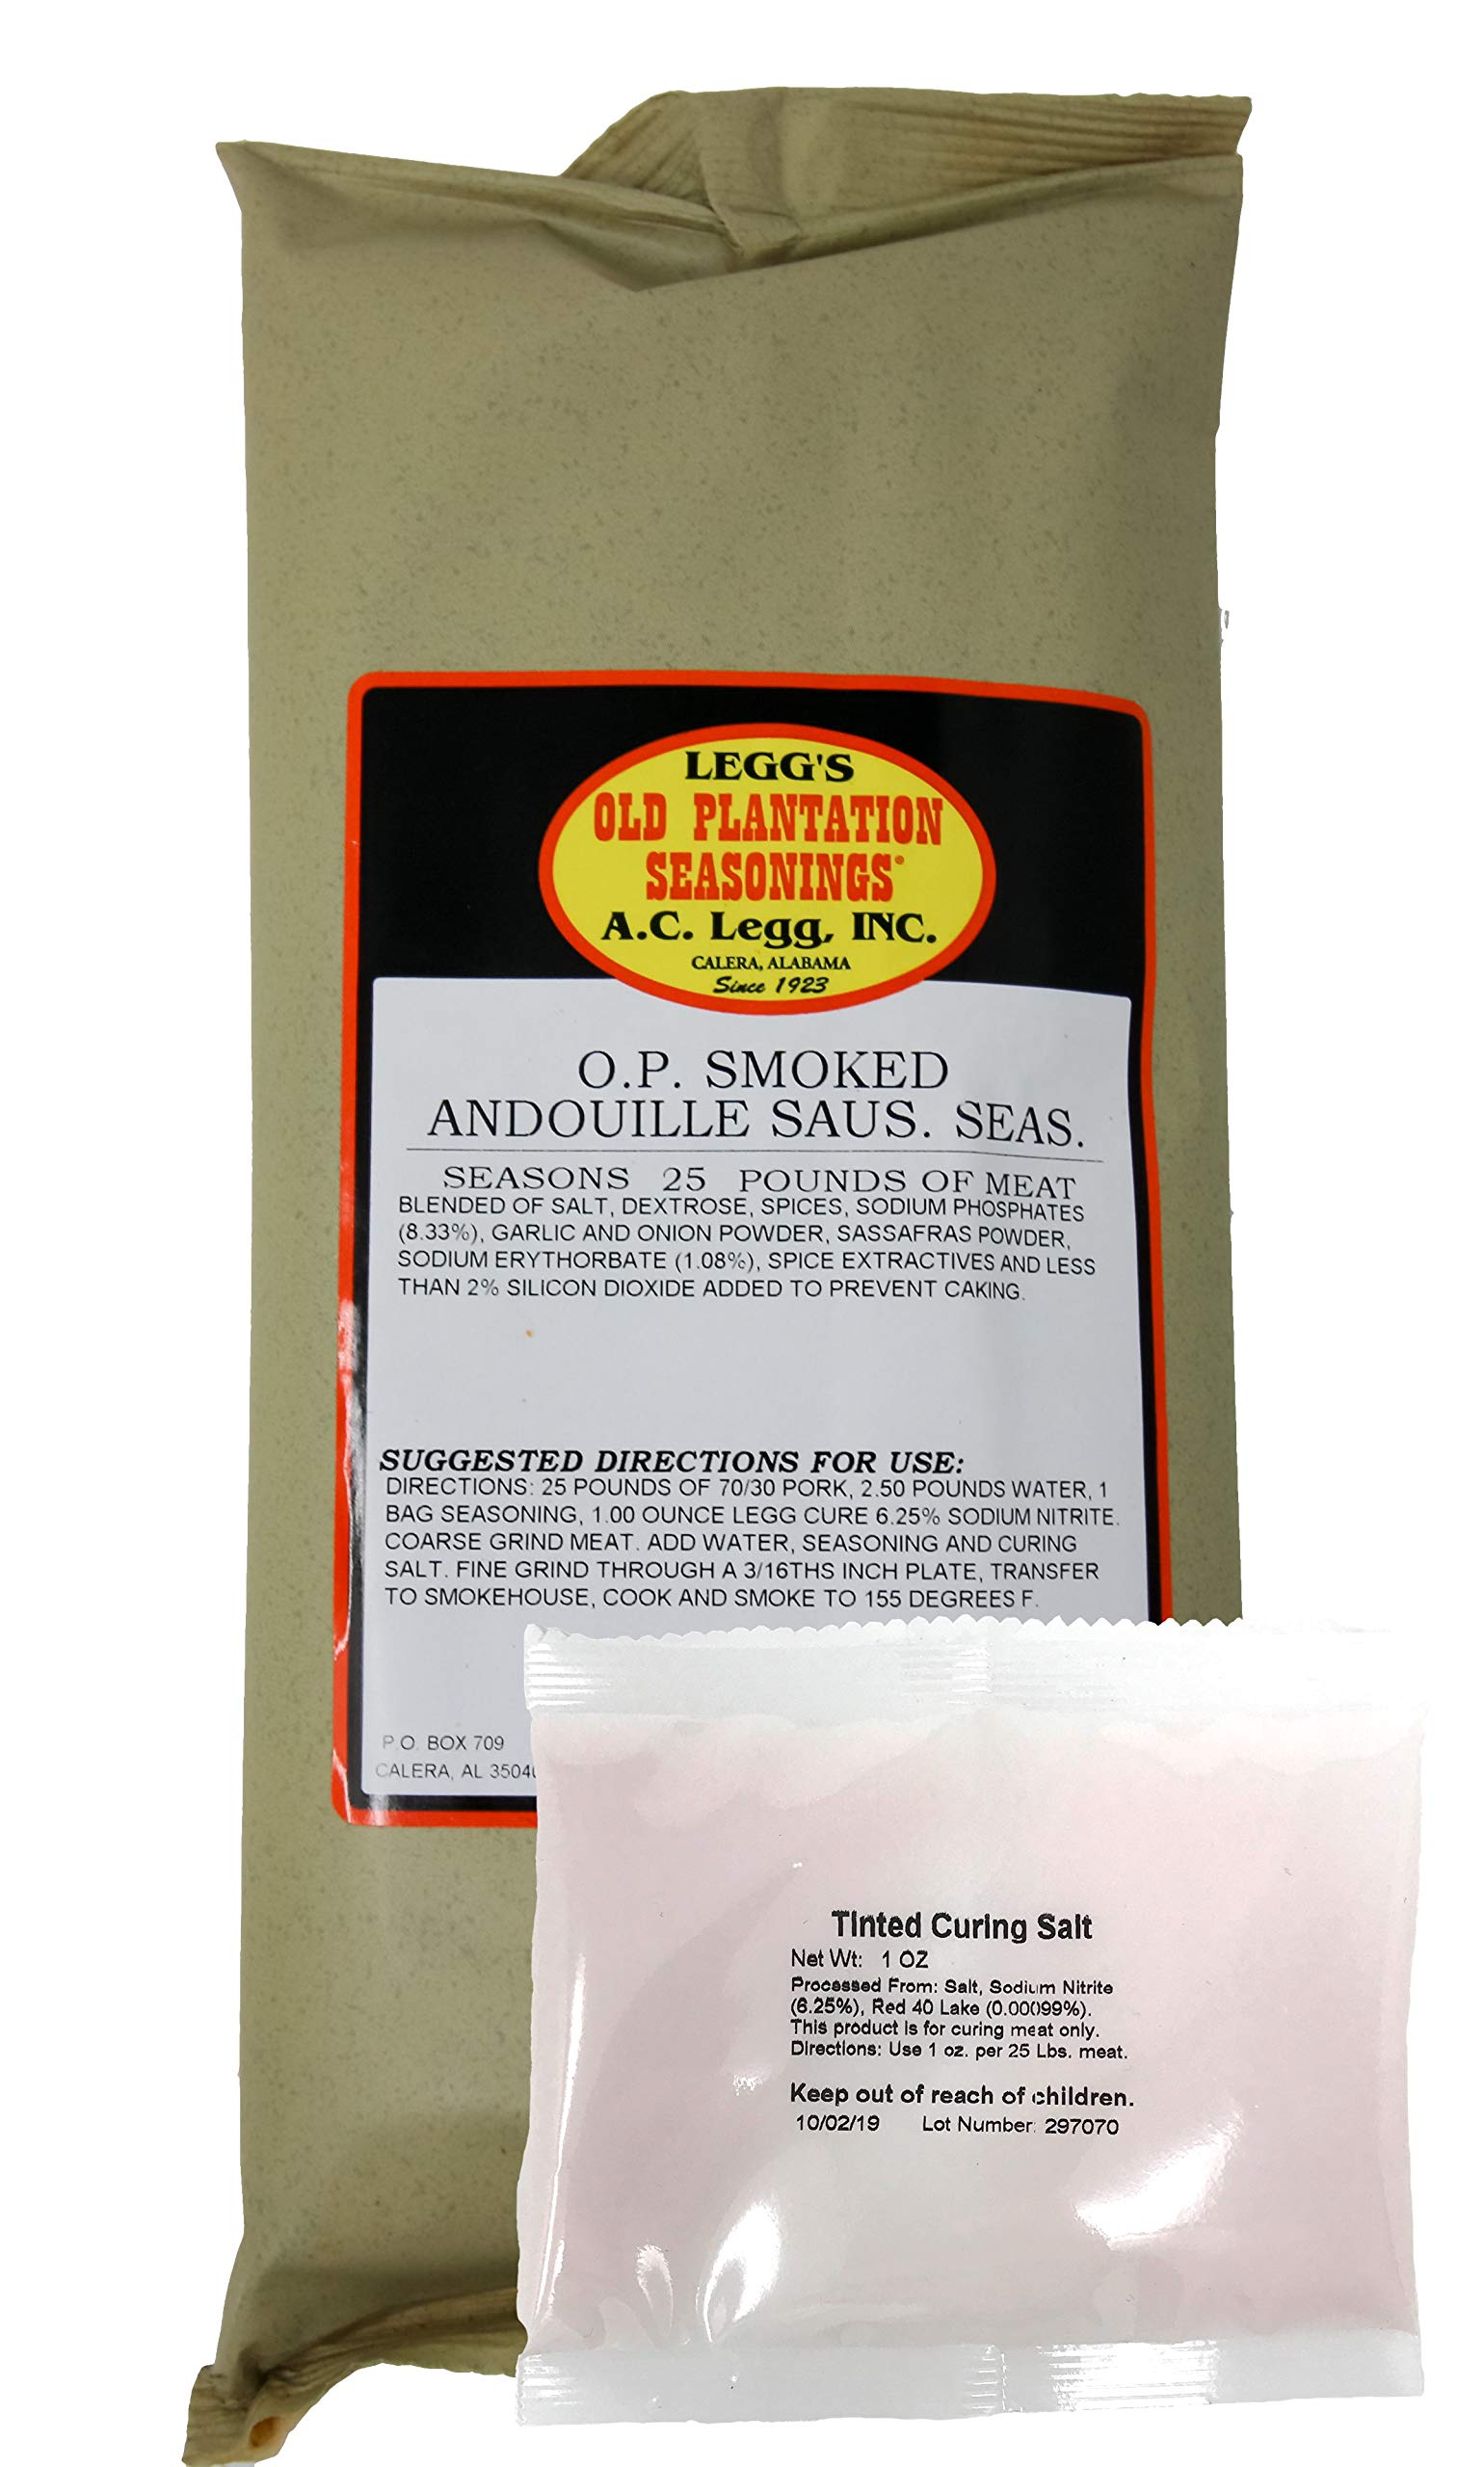 LEGG'S
OLD PLANTATION
SEASONINGS®
A.C. Legg, INC.
CALERA, ALABAMA
Since 1923
O.P. SMOKED
ANDOUILLE SAUS. SEAS.
SEASONS 25 POUNDS OF MEAT
BLENDED OF SALT, DEXTROSE, SPICES, SODIUM PHOSPHATES
(8.33%), GARLIC AND ONION POWDER, SASSAFRAS POWDER,
SODIUM ERYTHORBATE (1.08%), SPICE EXTRACTIVES AND LESS
THAN 2% SILICON DIOXIDE ADDED TO PREVENT CAKING.
SUGGESTED DIRECTIONS FOR USE:
DIRECTIONS: 25 POUNDS OF 70/30 PORK, 2.50 POUNDS WATER, 1
BAG SEASONING, 1.00 OUNCE LEGG CURE 6.25% SODIUM NITRITE.
COARSE GRIND MEAT. ADD WATER, SEASONING AND CURING
SALT. FINE GRIND THROUGH A 3/16THS INCH PLATE, TRANSFER
TO SMOKEHOUSE, COOK AND SMOKE TO 155 DEGREES F.
P.O. BOX 709
CALERA, AL 3504
Tinted Curing Salt
Net Wt: 1 OZ
Processed From: Salt, Sodium Nitrite
(6.25%), Red 40 Lake (0.00099%).
This product is for curing meat only.
Directions: Use 1 oz. per 25 Lbs. meat.
Keep out of reach of children.
10/02/19 Lot Number: 297070